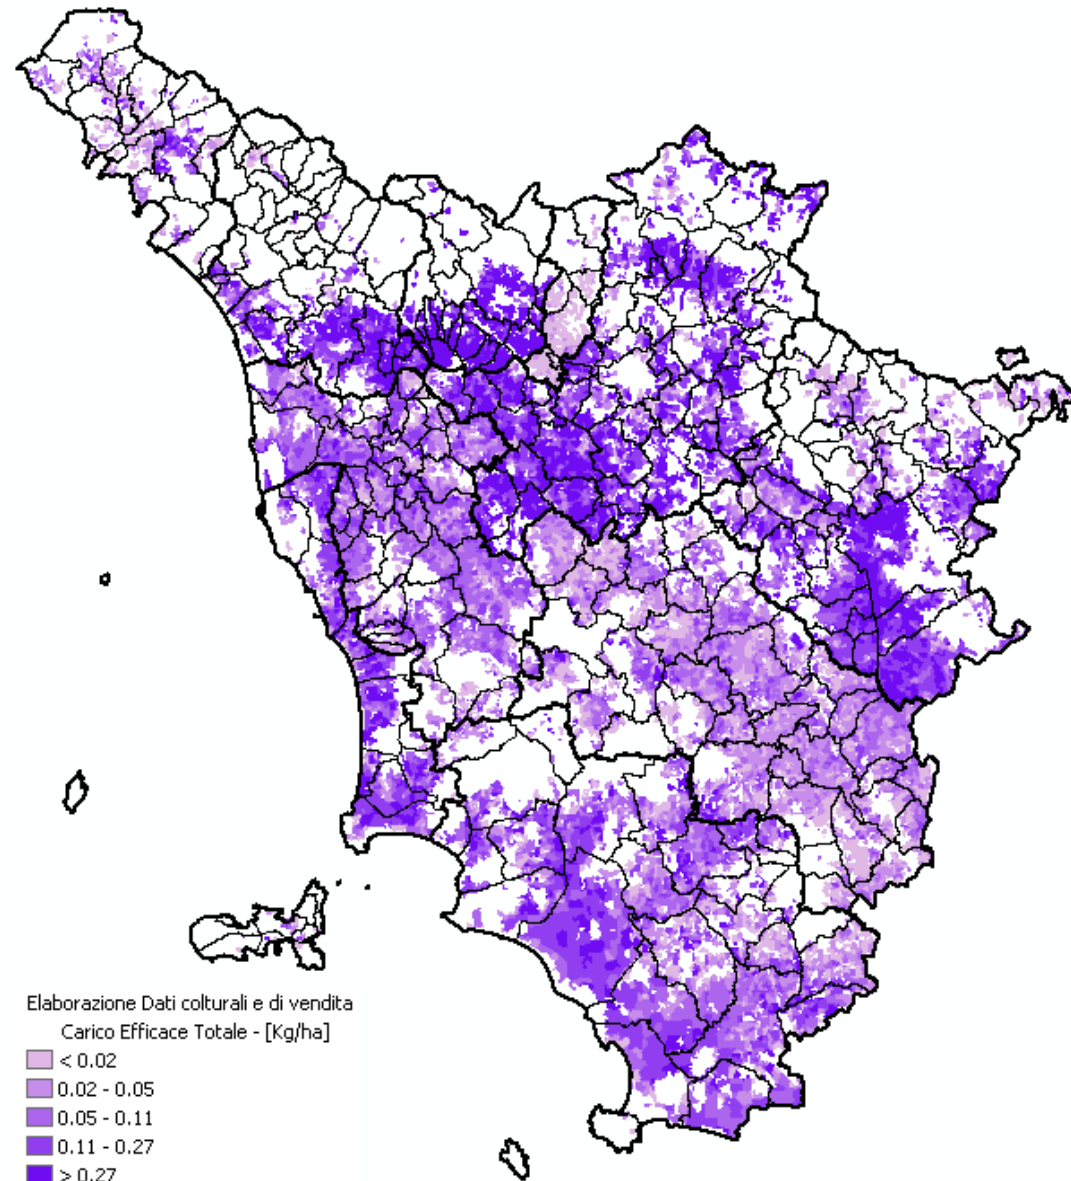 Elaborazione Dati colturali e di vendita
Carico Efficace Totale - [Kg/ha]
< 0.02
0.02 - 0.05
0.05 - 0.11
0.11 - 0.27
> 0.27